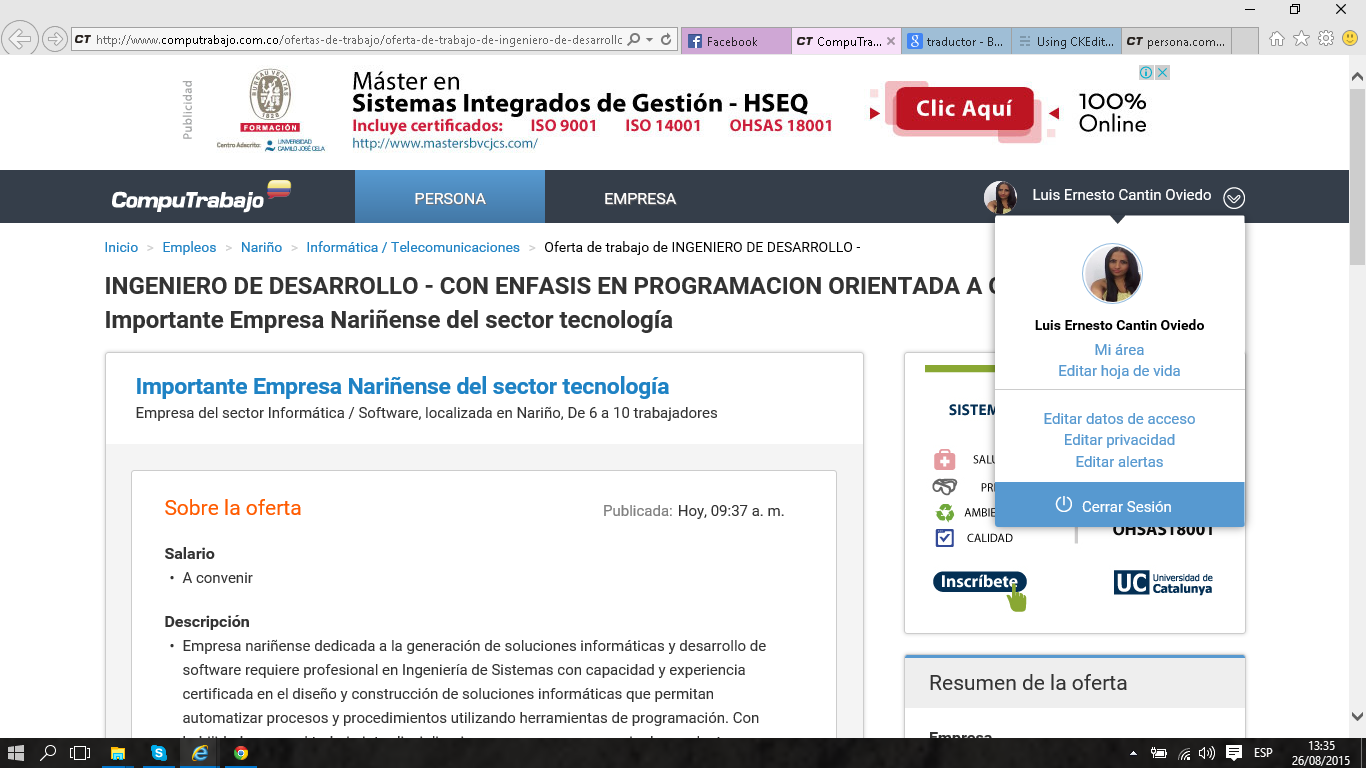 CT http://www.computrabajo.com.co/ofertas-de-trabajo/oferta-de-trabajo-de-ingeniero-de-desarrollo
Facebook
CT CompuTra...
traductor - B...
Using CKEdit...
CT persona.com...
Publicidad
BUREAU VERITAS
1828
FORMACIÓN
Centro Adscrito:
UNIVERSIDAD
CAMILO JOSÉ CELA
Máster en
Sistemas Integrados de Gestión - HSEQ
Incluye certificados: ISO 9001 ISO 14001 OHSAS 18001
http://www.mastersbvcjcs.com/
Clic Aquí
100%
Online
CompuTrabajo
PERSONA
EMPRESA
Luis Ernesto Cantin Oviedo
Inicio > Empleos > Nariño > Informática / Telecomunicaciones > Oferta de trabajo de INGENIERO DE DESARROLLO -
INGENIERO DE DESARROLLO - CON ENFASIS EN PROGRAMACION ORIENTADA A
Importante Empresa Nariñense del sector tecnología
Luis Ernesto Cantin Oviedo
Mi área
Editar hoja de vida
Editar datos de acceso
Editar privacidad
Editar alertas
Cerrar Sesión
Importante Empresa Nariñense del sector tecnología
Empresa del sector Informática / Software, localizada en Nariño, De 6 a 10 trabajadores
Sobre la oferta
Publicada: Hoy, 09:37 a. m.
Salario
• A convenir
Descripción
• Empresa nariñense dedicada a la generación de soluciones informáticas y desarrollo de
software requiere profesional en Ingeniería de Sistemas con capacidad y experiencia
certificada en el diseño y construcción de soluciones informáticas que permitan
automatizar procesos y procedimientos utilizando herramientas de programación. Con
SISTEM
SALU
PR
AMBIE
CALIDAD
OHSAS18001
Inscríbete
UC Universidad de
Catalunya
Resumen de la oferta
Empresa
ESP
13:35
26/08/2015